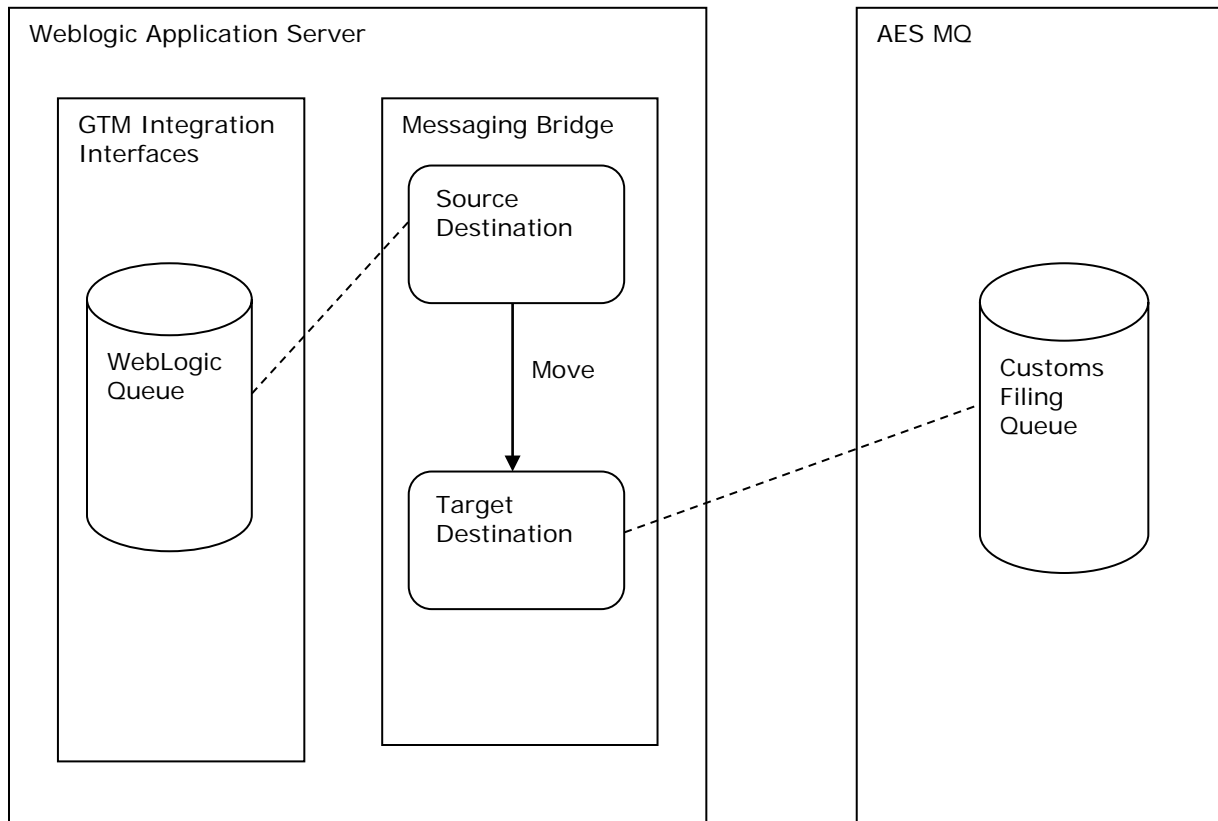 Weblogic Application Server
AES MQ
GTM Integration
Interfaces
Messaging Bridge
Source
Destination
WebLogic
Queue
Move
Customs
Filing
Queue
Target
Destination